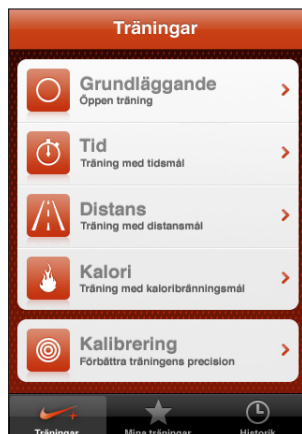 Träningar
Grundläggande
Öppen träning
Tid
Träning med tidsmål
Distans
Träning med distansmål
Kalori
Träning med kaloribränningsmål
Kalibrering
Förbättra träningens precision
Träningar Mina träningar Historik